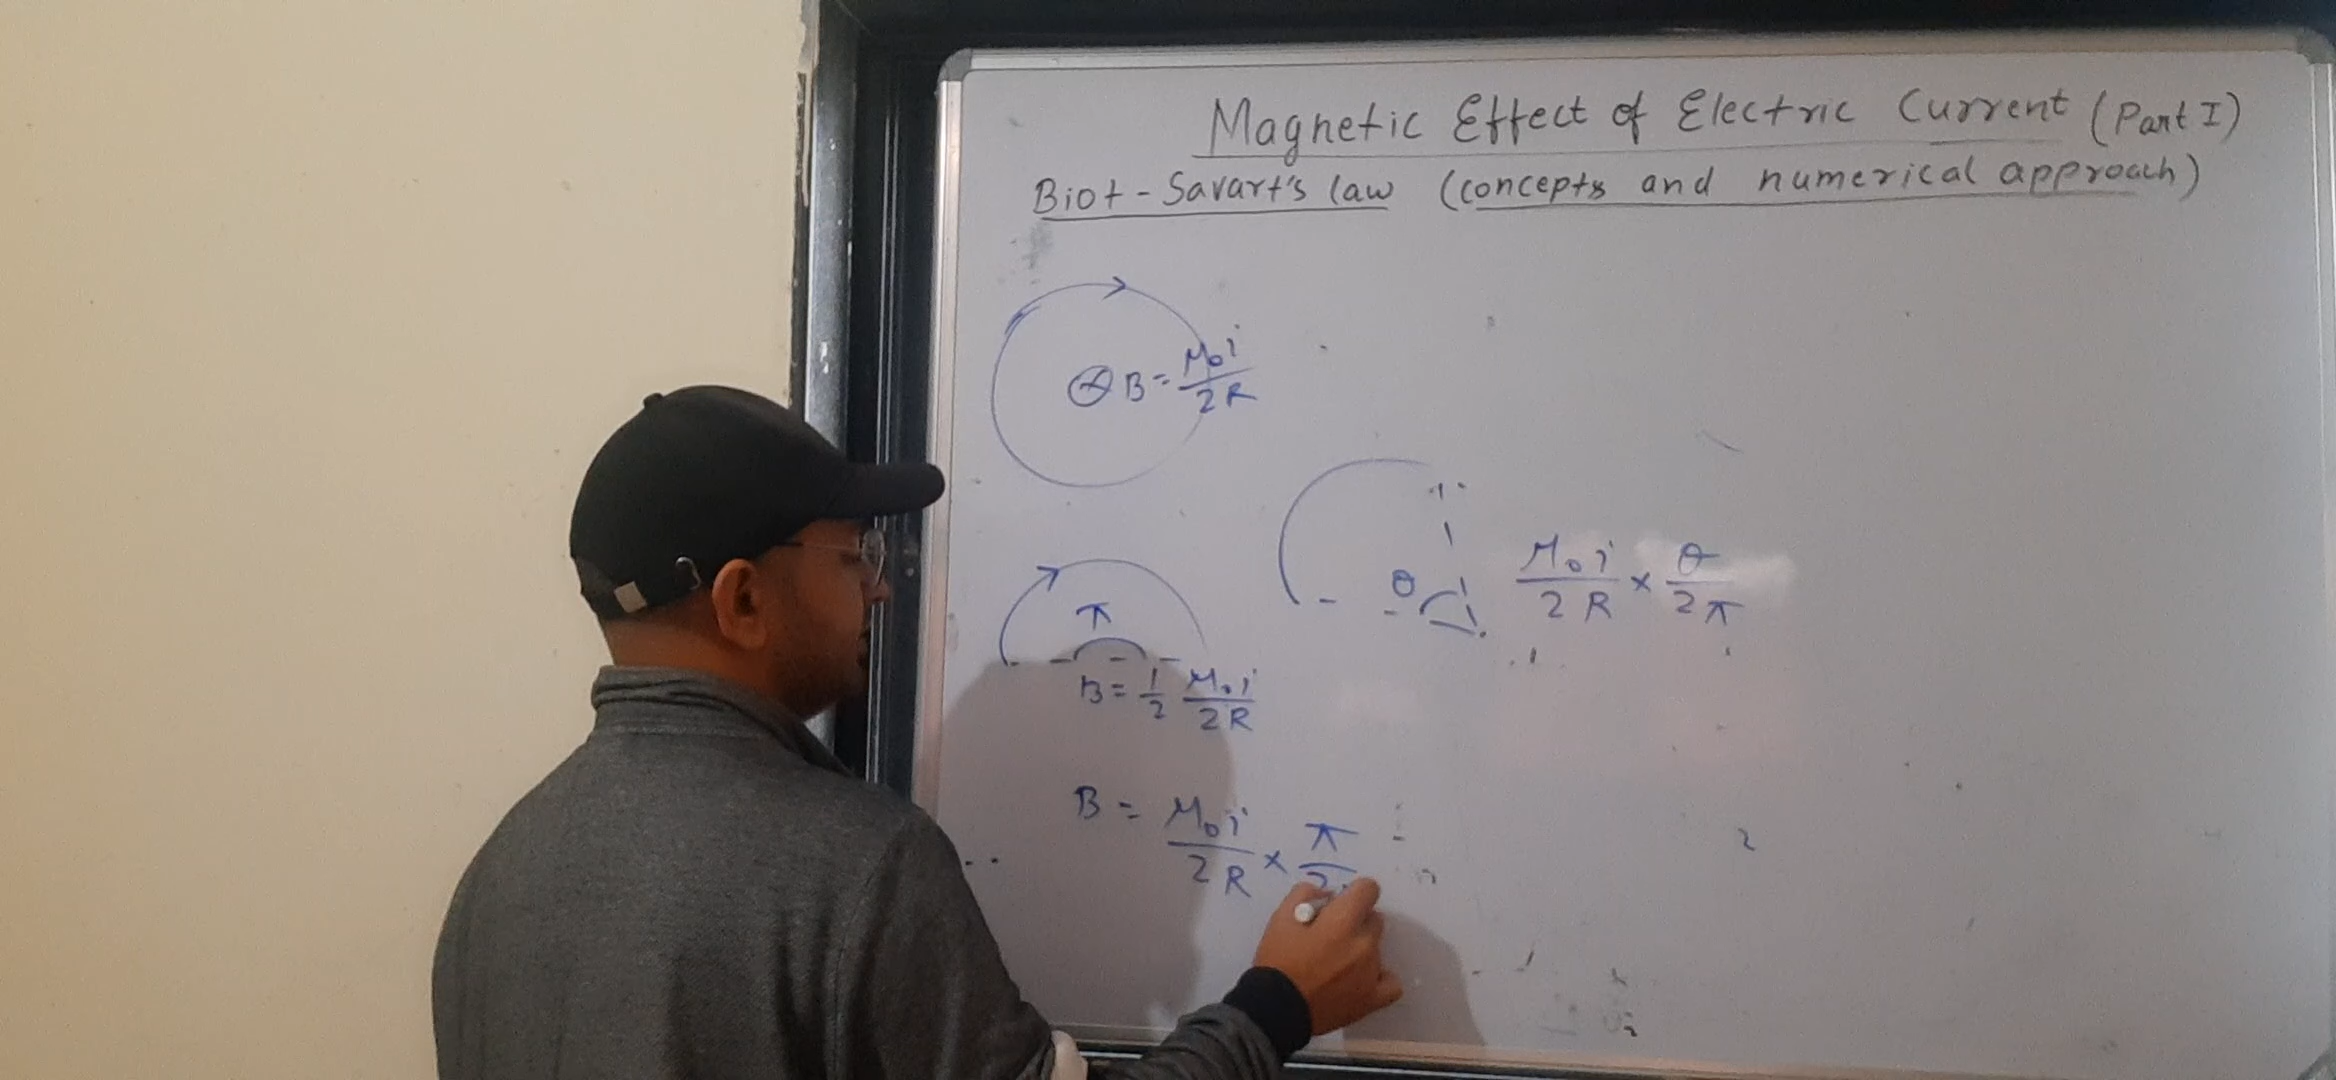 Magnetic Effect of Electric Current (Part I)
Biot-Savart's law (concepts and numerical approach)
⊗ B = μ₀i / 2R
θ
μ₀i / 2R × θ / 2π
π
B = 1/2 μ₀i / 2R
B = μ₀i / 2R × π / 2